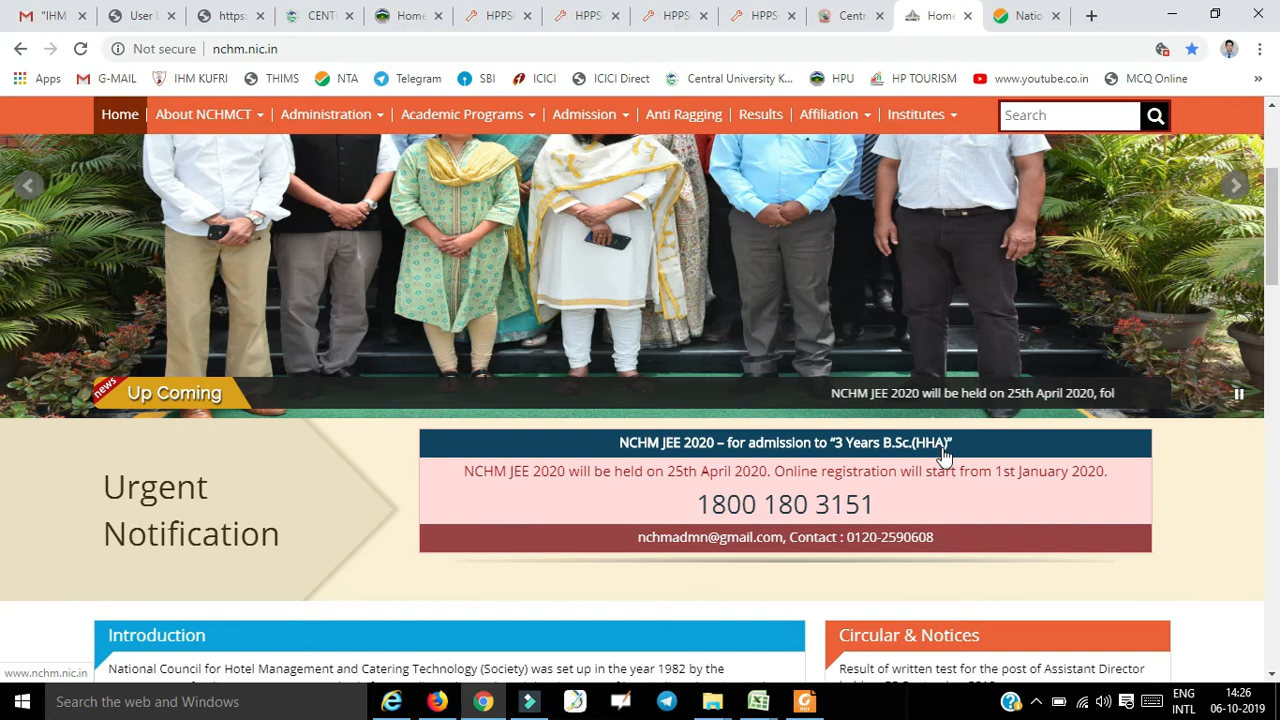 "IHM
User L
https:
CENTI
Home
HPPS
HPPS
HPPS
HPPS
Centr
Home
Natio
Not secure
nchm.nic.in
Apps
G-MAIL
IHM KUFRI
THIMS
NTA
Telegram
SBI
ICICI
ICICI Direct
Central University K...
HPU
HP TOURISM
www.youtube.co.in
MCQ Online
»
Home
About NCHMCT
Administration
Academic Programs
Admission
Anti Ragging
Results
Affiliation
Institutes
Search
news
Up Coming
NCHM JEE 2020 will be held on 25th April 2020, fol
Urgent
Notification
NCHM JEE 2020 – for admission to “3 Years B.Sc.(HHA)”
NCHM JEE 2020 will be held on 25th April 2020. Online registration will start from 1st January 2020.
1800 180 3151
nchmadmn@gmail.com, Contact : 0120-2590608
Introduction
National Council for Hotel Management and Catering Technology (Society) was set up in the year 1982 by the
Circular & Notices
Result of written test for the post of Assistant Director
www.nchm.nic.in
Search the web and Windows
ENG
INTL
14:26
06-10-2019